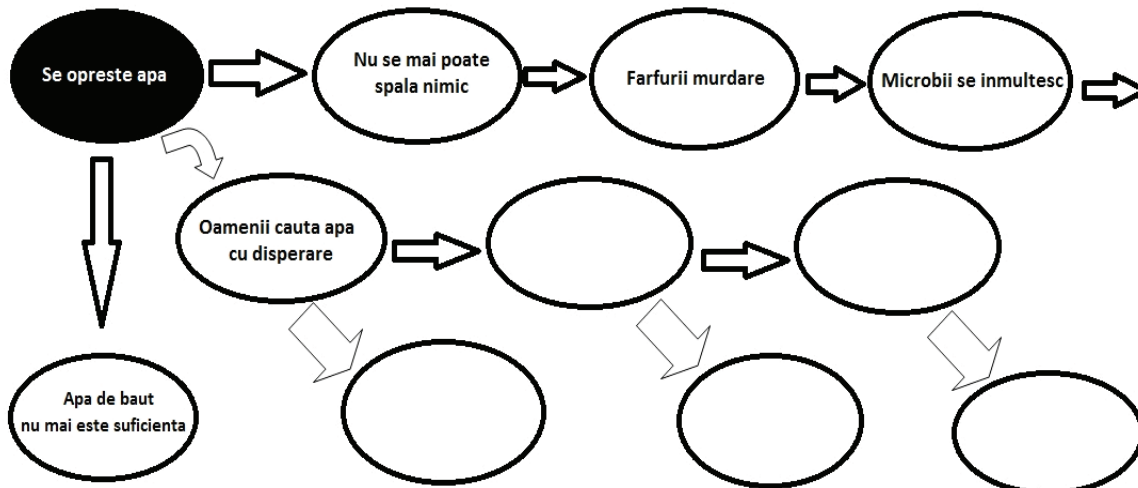 Se opreste apa
Nu se mai poate
spala nimic
Farfurii murdare
Microbii se inmultesc
Oamenii cauta apa
cu disperare
Apa de baut
nu mai este suficienta